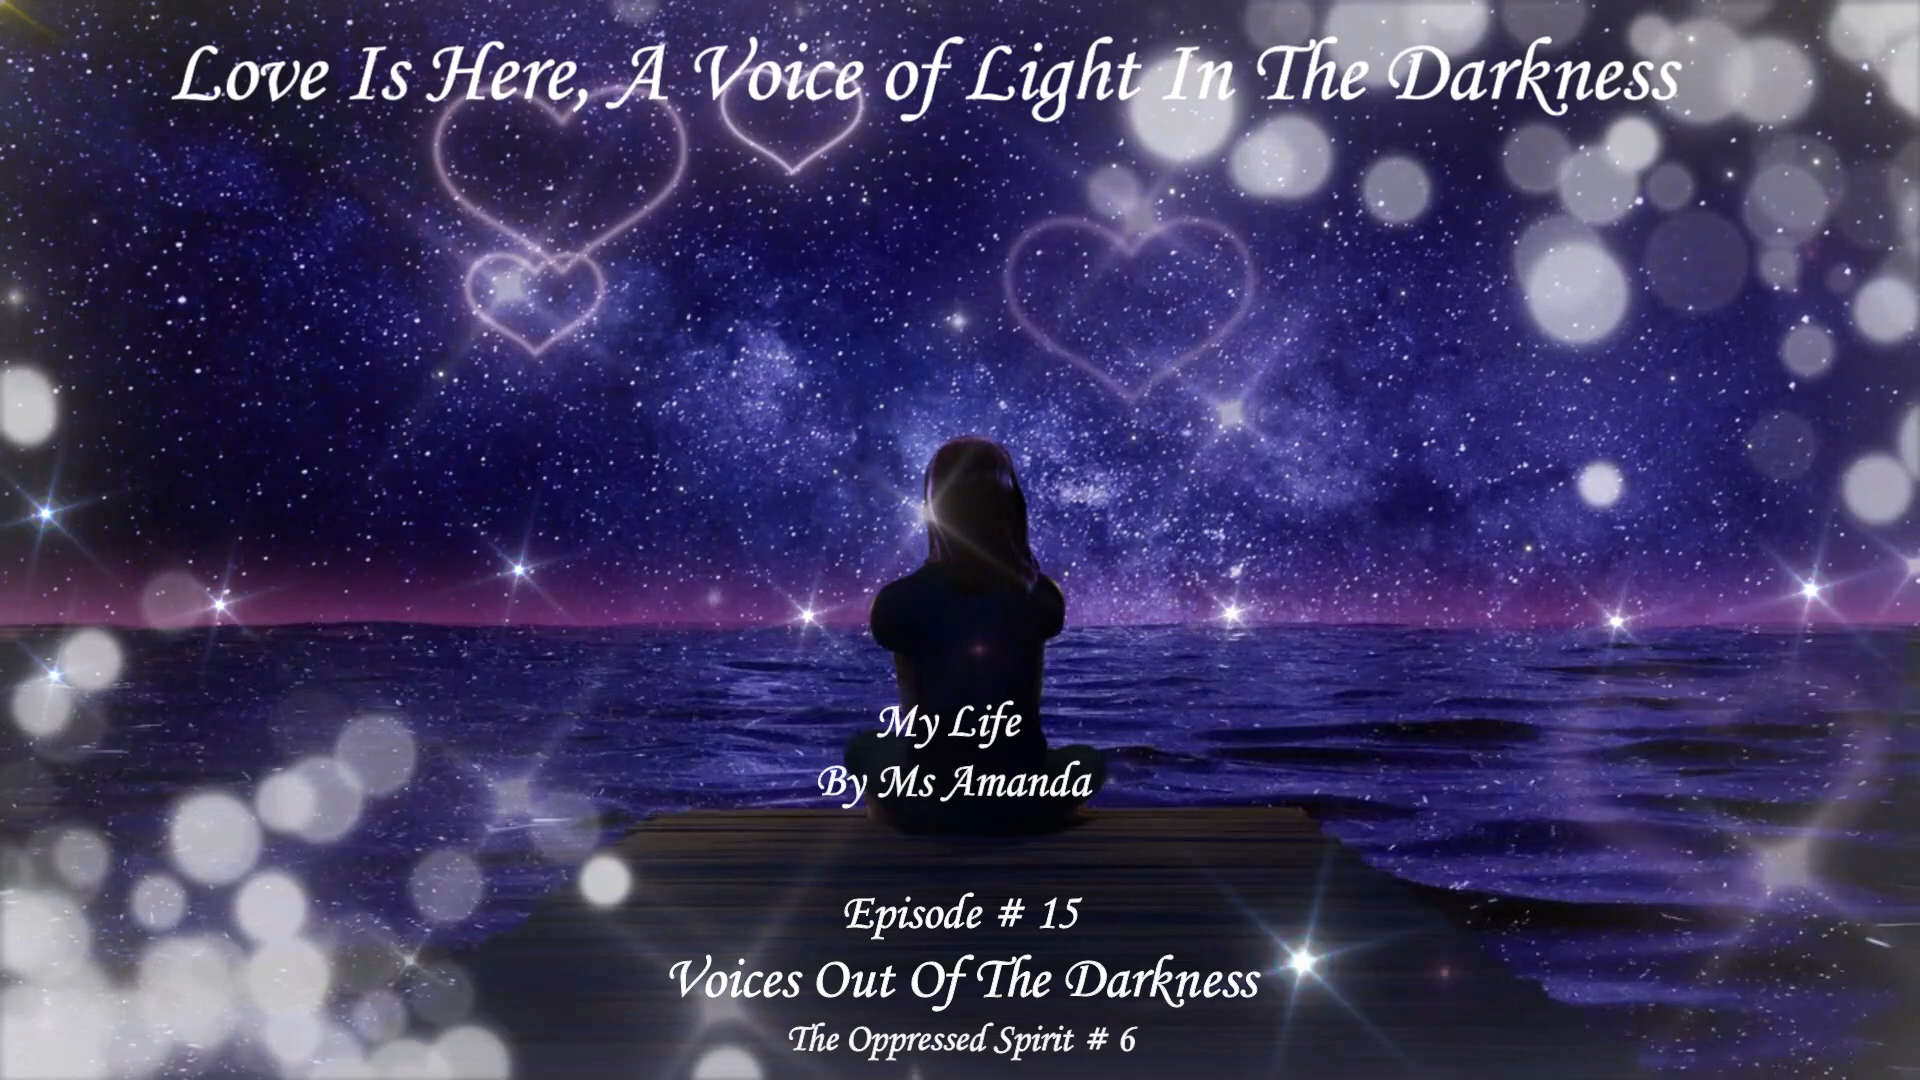 Love Is Here, A Voice of Light In The Darkness
My Life
By Ms Amanda
Episode # 15
Voices Out Of The Darkness
The Oppressed Spirit # 6